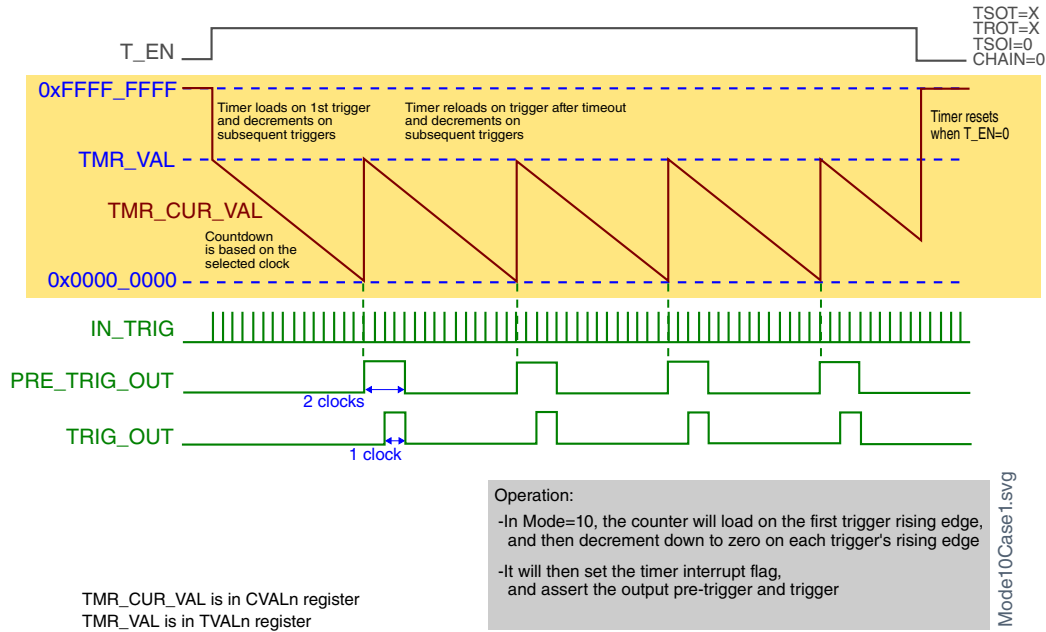 TSOT=X
TROT=X
TSOI=0
CHAIN=0
T_EN
0xFFFF_FFFF
Timer loads on 1st trigger
and decrements on
subsequent triggers
Timer reloads on trigger after timeout
and decrements on
subsequent triggers
Timer resets
when T_EN=0
TMR_VAL
TMR_CUR_VAL
Countdown
is based on the
selected clock
0x0000_0000
IN_TRIG
PRE_TRIG_OUT
2 clocks
TRIG_OUT
1 clock
Operation:
-In Mode=10, the counter will load on the first trigger rising edge,
and then decrement down to zero on each trigger's rising edge
-It will then set the timer interrupt flag,
and assert the output pre-trigger and trigger
Mode10Case1.svg
TMR_CUR_VAL is in CVALn register
TMR_VAL is in TVALn register